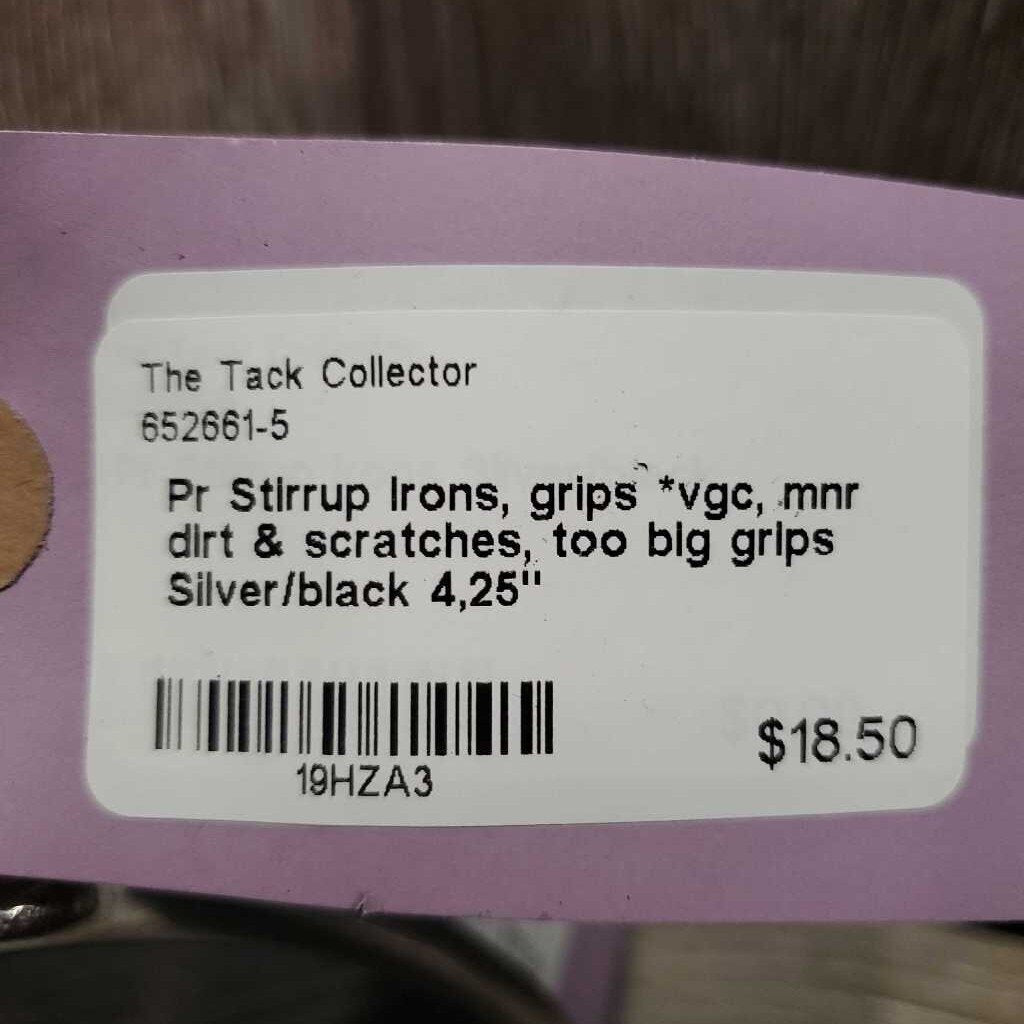 The Tack Collector
652661-5
Pr Stirrup Irons, grips *vgc, mnr
dirt & scratches, too big grips
Silver/black 4,25"
19HZA3
$18.50